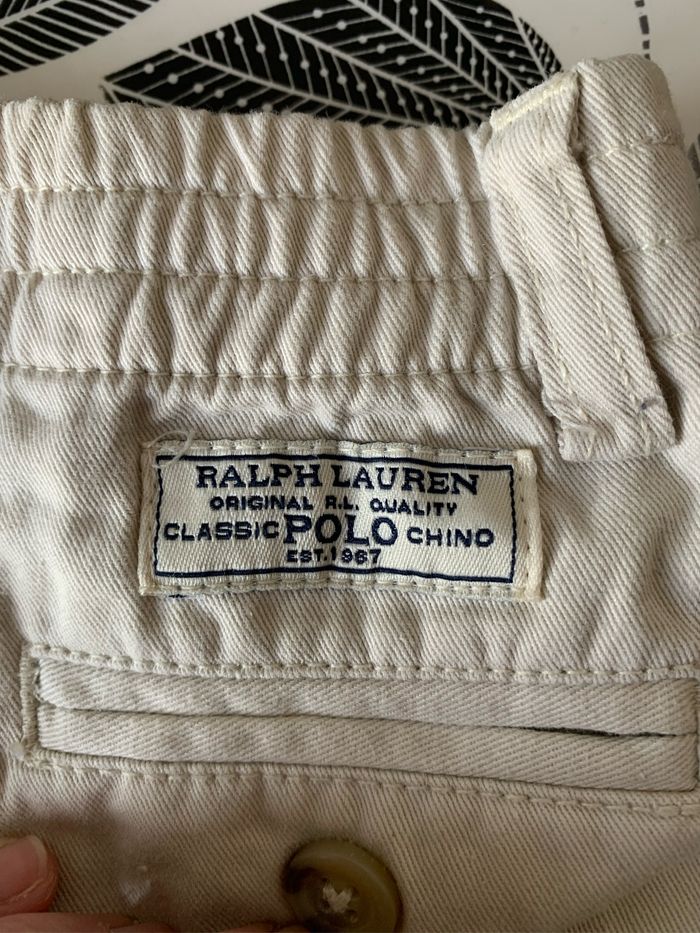 RALPH LAUREN
ORIGINAL R.L. QUALITY
CLASSIC POLO CHINO
EST. 1967